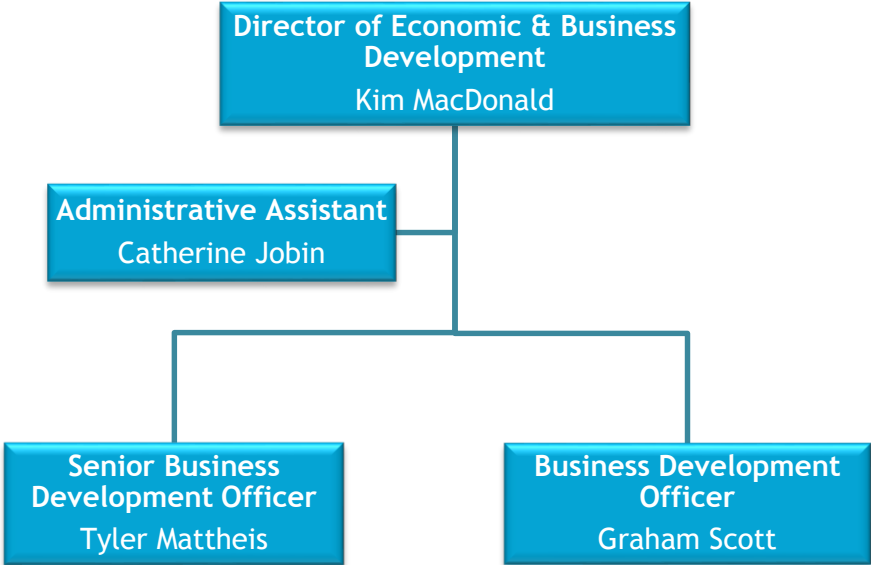 Director of Economic & Business
Development
Kim MacDonald
Administrative Assistant
Catherine Jobin
Senior Business
Development Officer
Tyler Mattheis
Business Development
Officer
Graham Scott